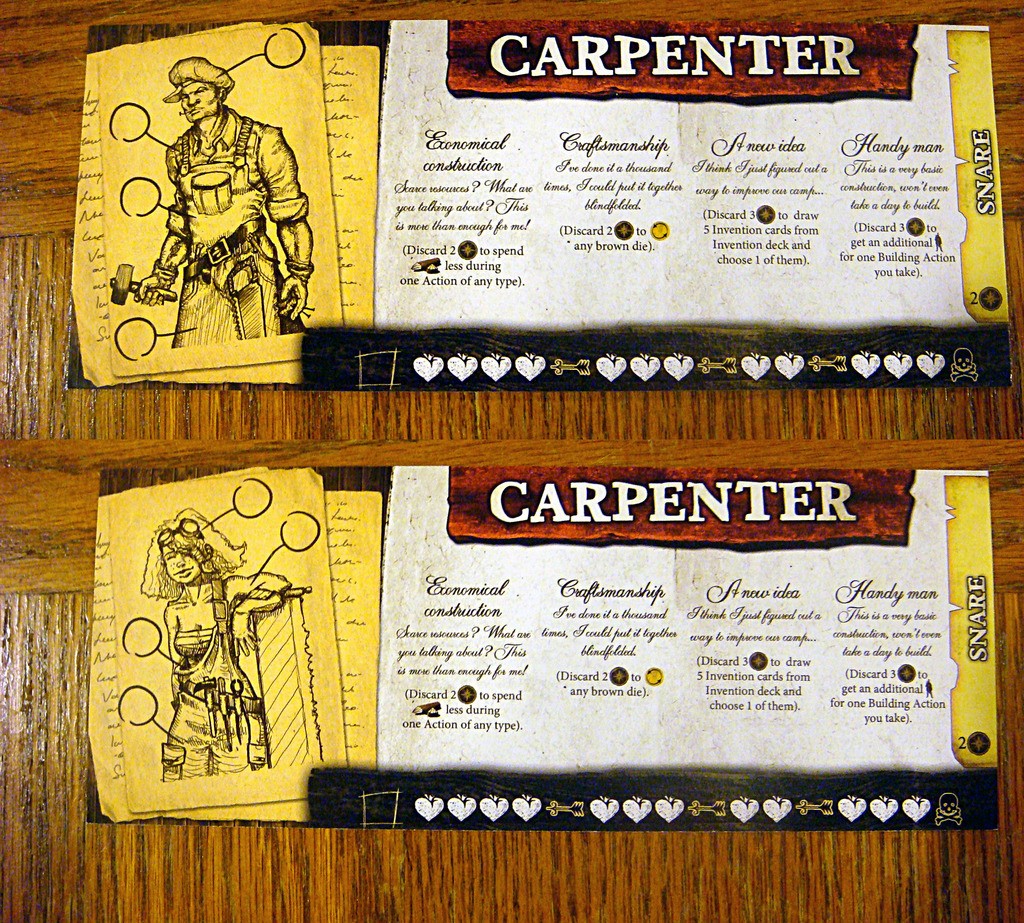 CARPENTER
Economical
construction
Scarce resources? What are
you talking about? This
is more than enough for me!
(Discard 2 to spend
less during
one Action of any type).
Craftsmanship
I've done it a thousand
times, I could put it together
blindfolded.
(Discard 2 to
any brown die).
A new idea
I think I just figured out a
way to improve our camp...
(Discard 3 to draw
5 Invention cards from
Invention deck and
choose 1 of them).
Handy man
This is a very basic
construction, won't even
take a day to build.
(Discard 3 to
get an additional
for one Building Action
you take).
SNARE
2
CARPENTER
Economical
construction
Scarce resources? What are
you talking about? This
is more than enough for me!
(Discard 2 to spend
less during
one Action of any type).
Craftsmanship
I've done it a thousand
times, I could put it together
blindfolded.
(Discard 2 to
any brown die).
A new idea
I think I just figured out a
way to improve our camp...
(Discard 3 to draw
5 Invention cards from
Invention deck and
choose 1 of them).
Handy man
This is a very basic
construction, won't even
take a day to build.
(Discard 3 to
get an additional
for one Building Action
you take).
SNARE
2